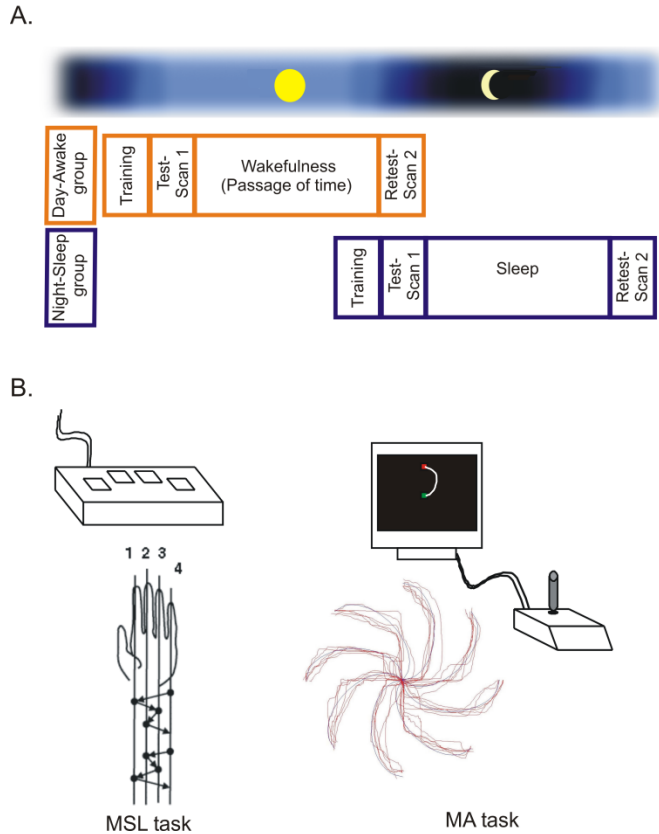 A.
Day-Awake
group
Training
Test-
Scan 1
Wakefulness
(Passage of time)
Retest-
Scan 2
Night-Sleep
group
Training
Test-
Scan 1
Sleep
Retest-
Scan 2
B.
1 2 3
4
MSL task
MA task